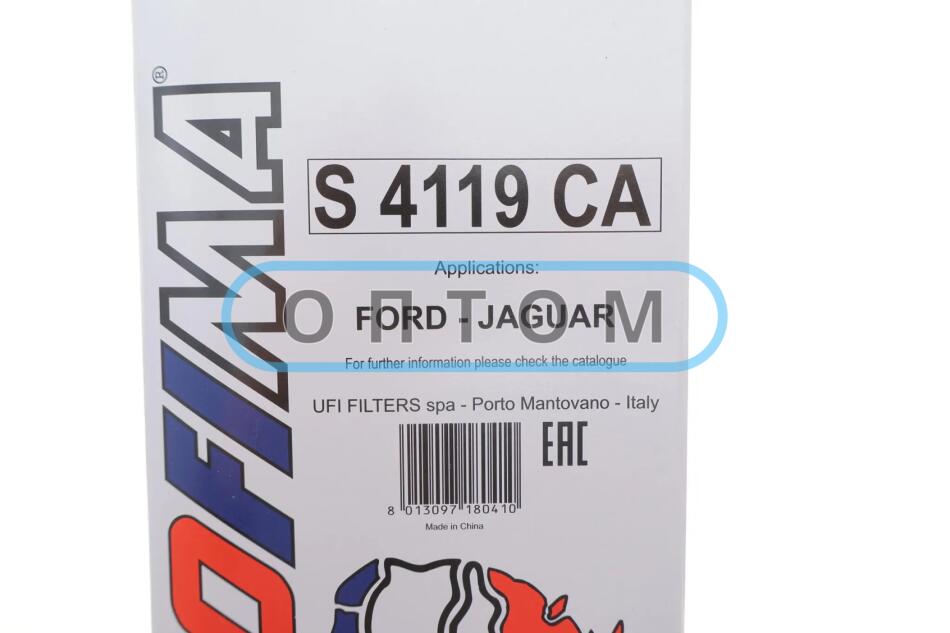 OFIMA®
S 4119 CA
Applications:
FORD - JAGUAR
ОПТОМ
For further information please check the catalogue
UFI FILTERS spa - Porto Mantovano - Italy
EAC
8 013097 180410
Made in China